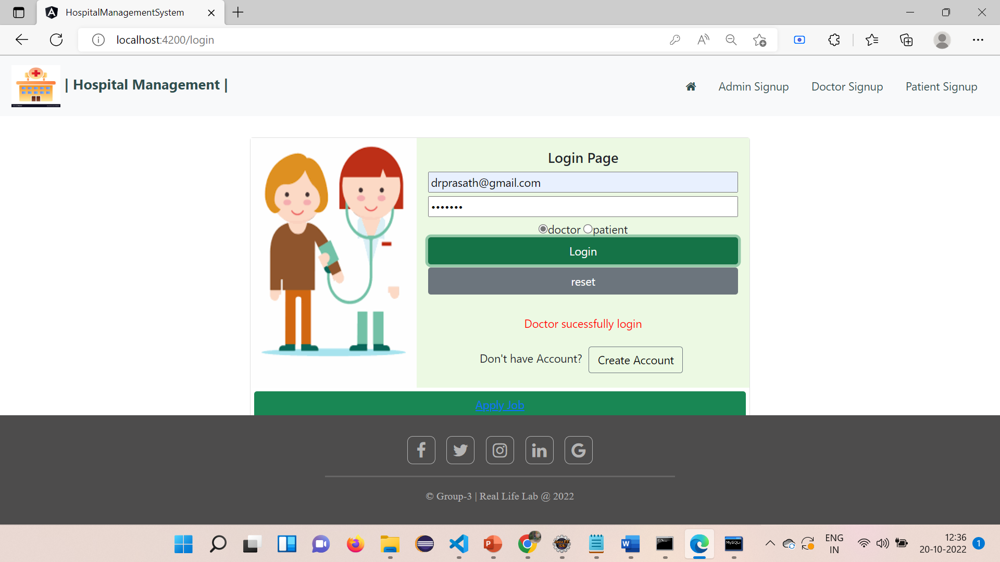 HospitalManagementSystem
localhost:4200/login
| Hospital Management |
Admin Signup
Doctor Signup
Patient Signup
Login Page
drprasath@gmail.com
•••••••
doctor patient
Login
reset
Doctor sucessfully login
Don't have Account? Create Account
Apply Job
© Group-3 | Real Life Lab @ 2022
ENG
IN
12:36
20-10-2022
1